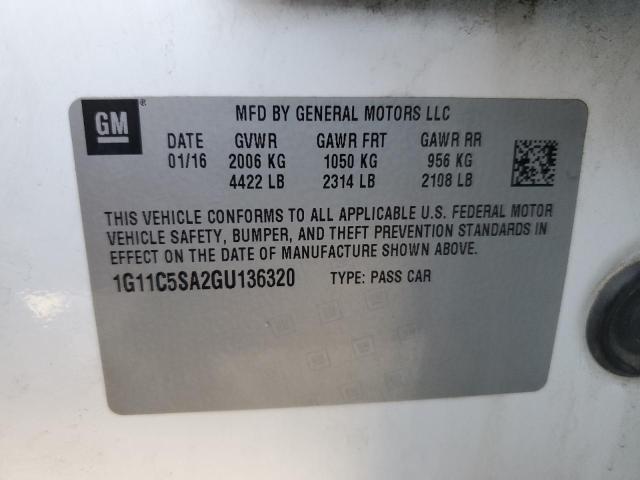 GM®
MFD BY GENERAL MOTORS LLC
DATE GVWR GAWR FRT GAWR RR
01/16 2006 KG 1050 KG 956 KG
4422 LB 2314 LB 2108 LB
THIS VEHICLE CONFORMS TO ALL APPLICABLE U.S. FEDERAL MOTOR
VEHICLE SAFETY, BUMPER, AND THEFT PREVENTION STANDARDS IN
EFFECT ON THE DATE OF MANUFACTURE SHOWN ABOVE.
1G11C5SA2GU136320 TYPE: PASS CAR